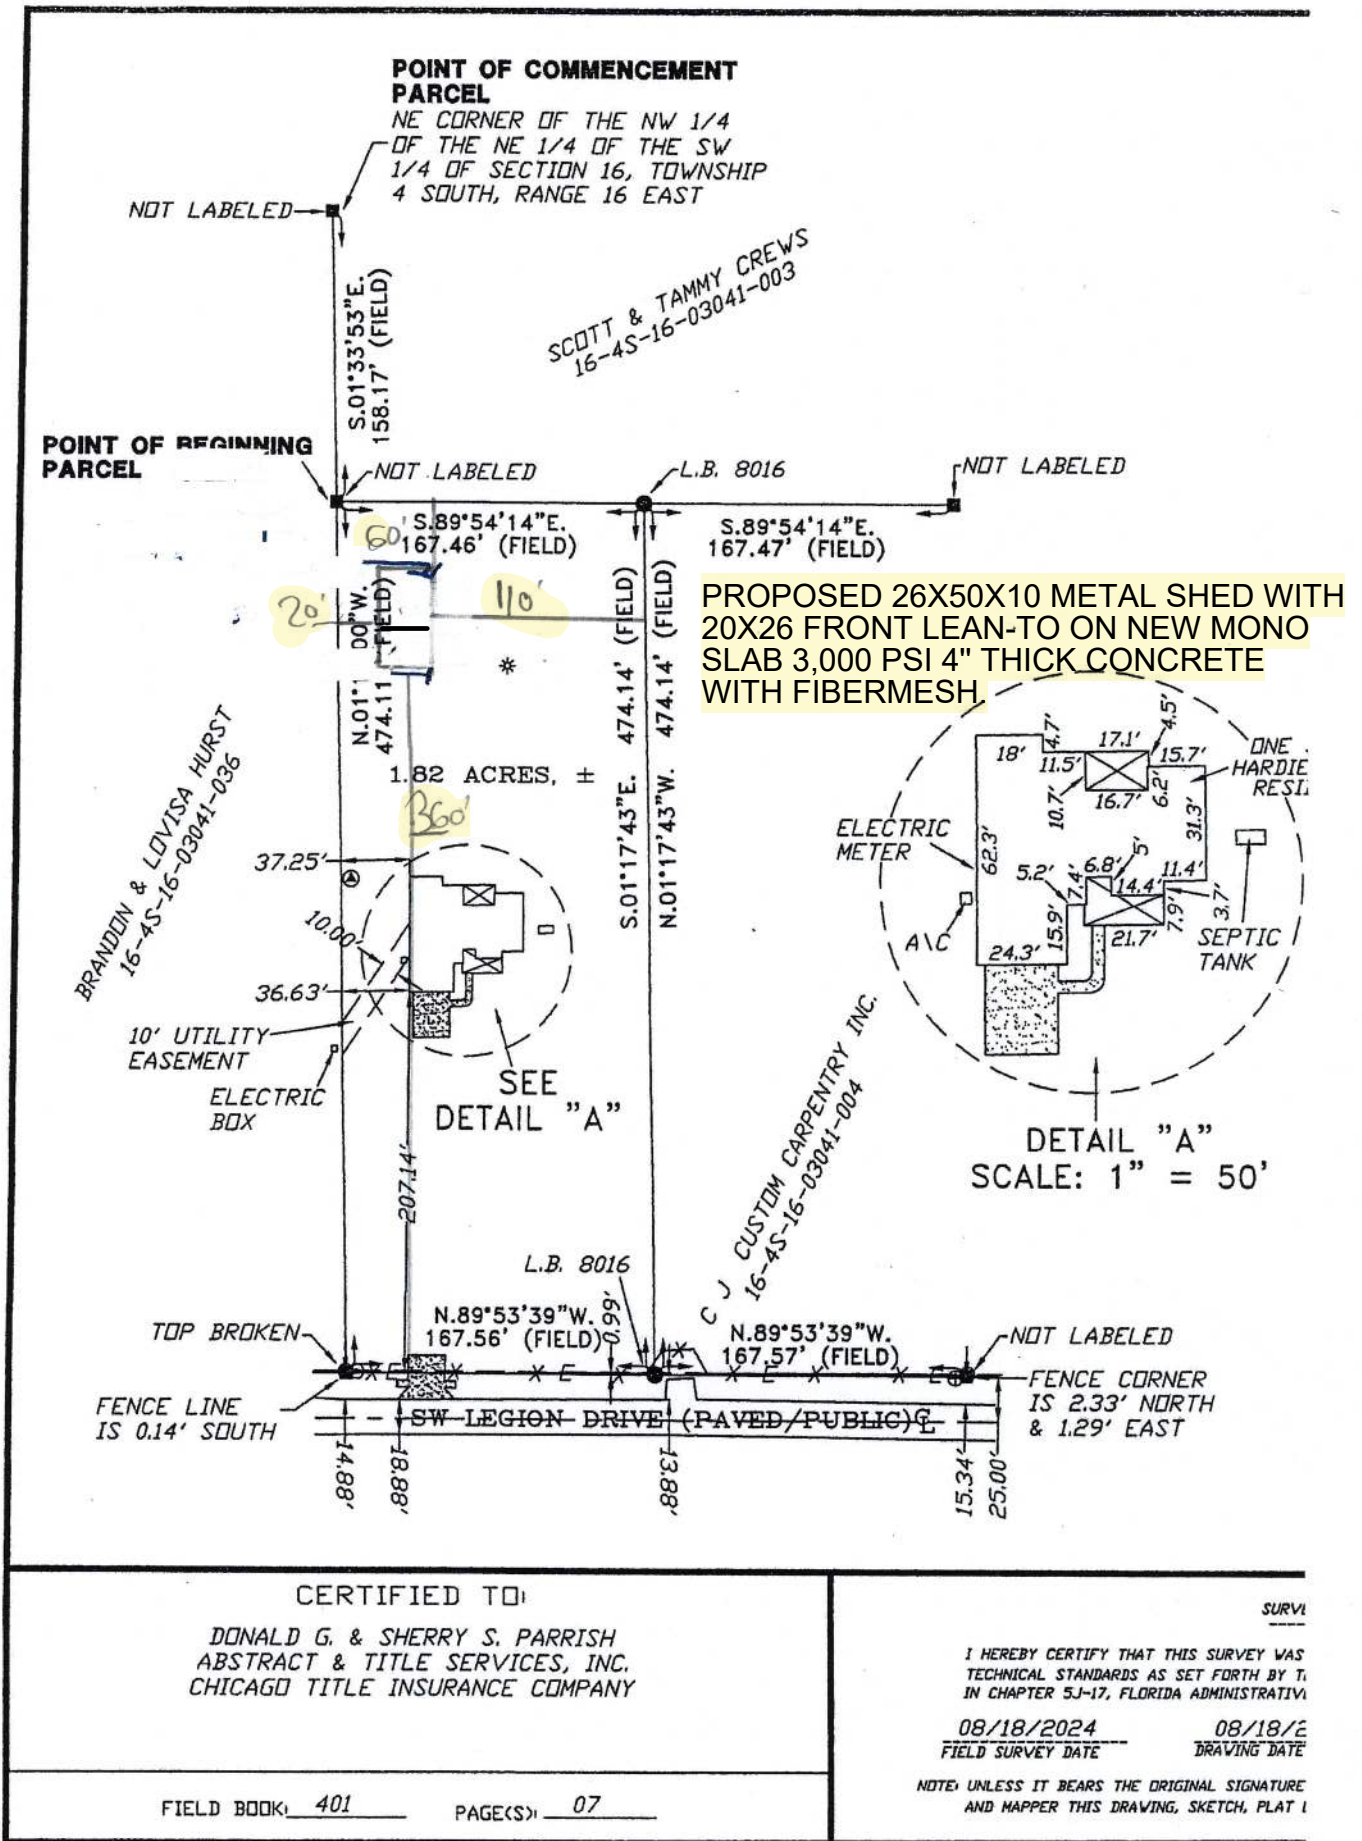 POINT OF COMMENCEMENT
PARCEL
NE CORNER OF THE NW 1/4
OF THE NE 1/4 OF THE SW
1/4 OF SECTION 16, TOWNSHIP
4 SOUTH, RANGE 16 EAST
NOT LABELED
SCOTT & TAMMY CREWS
16-4S-16-03041-003
S.01°33'53"E.
158.17' (FIELD)
POINT OF BEGINNING
PARCEL
NOT LABELED
L.B. 8016
NOT LABELED
60'
S.89°54'14"E.
167.46' (FIELD)
S.89°54'14"E.
167.47' (FIELD)
20'
110'
N.01°1 00"W.
474.11 (FIELD)
S.01°17'43"E. 474.14' (FIELD)
N.01°17'43"W. 474.14' (FIELD)
PROPOSED 26X50X10 METAL SHED WITH
20X26 FRONT LEAN-TO ON NEW MONO
SLAB 3,000 PSI 4" THICK CONCRETE
WITH FIBERMESH.
BRANDON & LOVISA HURST
16-4S-16-03041-036
1.82 ACRES, ±
360'
37.25'
10.00'
36.63'
10' UTILITY
EASEMENT
ELECTRIC
BOX
SEE
DETAIL "A"
207.14'
18'
4.7'
11.5'
17.1'
4.5'
15.7'
10.7'
16.7'
6.2'
31.3'
ONE
HARDIE
RESI
ELECTRIC
METER
62.3'
5.2'
7.4'
6.8'
5'
14.4'
11.4'
15.9'
7.9'
3.7'
21.7'
24.3'
A\C
SEPTIC
TANK
DETAIL "A"
SCALE: 1" = 50'
C J CUSTOM CARPENTRY INC.
16-4S-16-03041-004
L.B. 8016
TOP BROKEN
N.89°53'39"W.
167.56' (FIELD)
0.99'
N.89°53'39"W.
167.57' (FIELD)
NOT LABELED
FENCE LINE
IS 0.14' SOUTH
FENCE CORNER
IS 2.33' NORTH
& 1.29' EAST
X E X X E X X X E
SW LEGION DRIVE (PAVED/PUBLIC) ℄
14.88'
18.88'
13.88'
15.34'
25.00'
CERTIFIED TO:
DONALD G. & SHERRY S. PARRISH
ABSTRACT & TITLE SERVICES, INC.
CHICAGO TITLE INSURANCE COMPANY
FIELD BOOK: 401 PAGE(S): 07
SURVE
I HEREBY CERTIFY THAT THIS SURVEY WAS
TECHNICAL STANDARDS AS SET FORTH BY T
IN CHAPTER 5J-17, FLORIDA ADMINISTRATIV
08/18/2024 08/18/2
FIELD SURVEY DATE DRAWING DATE
NOTE: UNLESS IT BEARS THE ORIGINAL SIGNATURE
AND MAPPER THIS DRAWING, SKETCH, PLAT